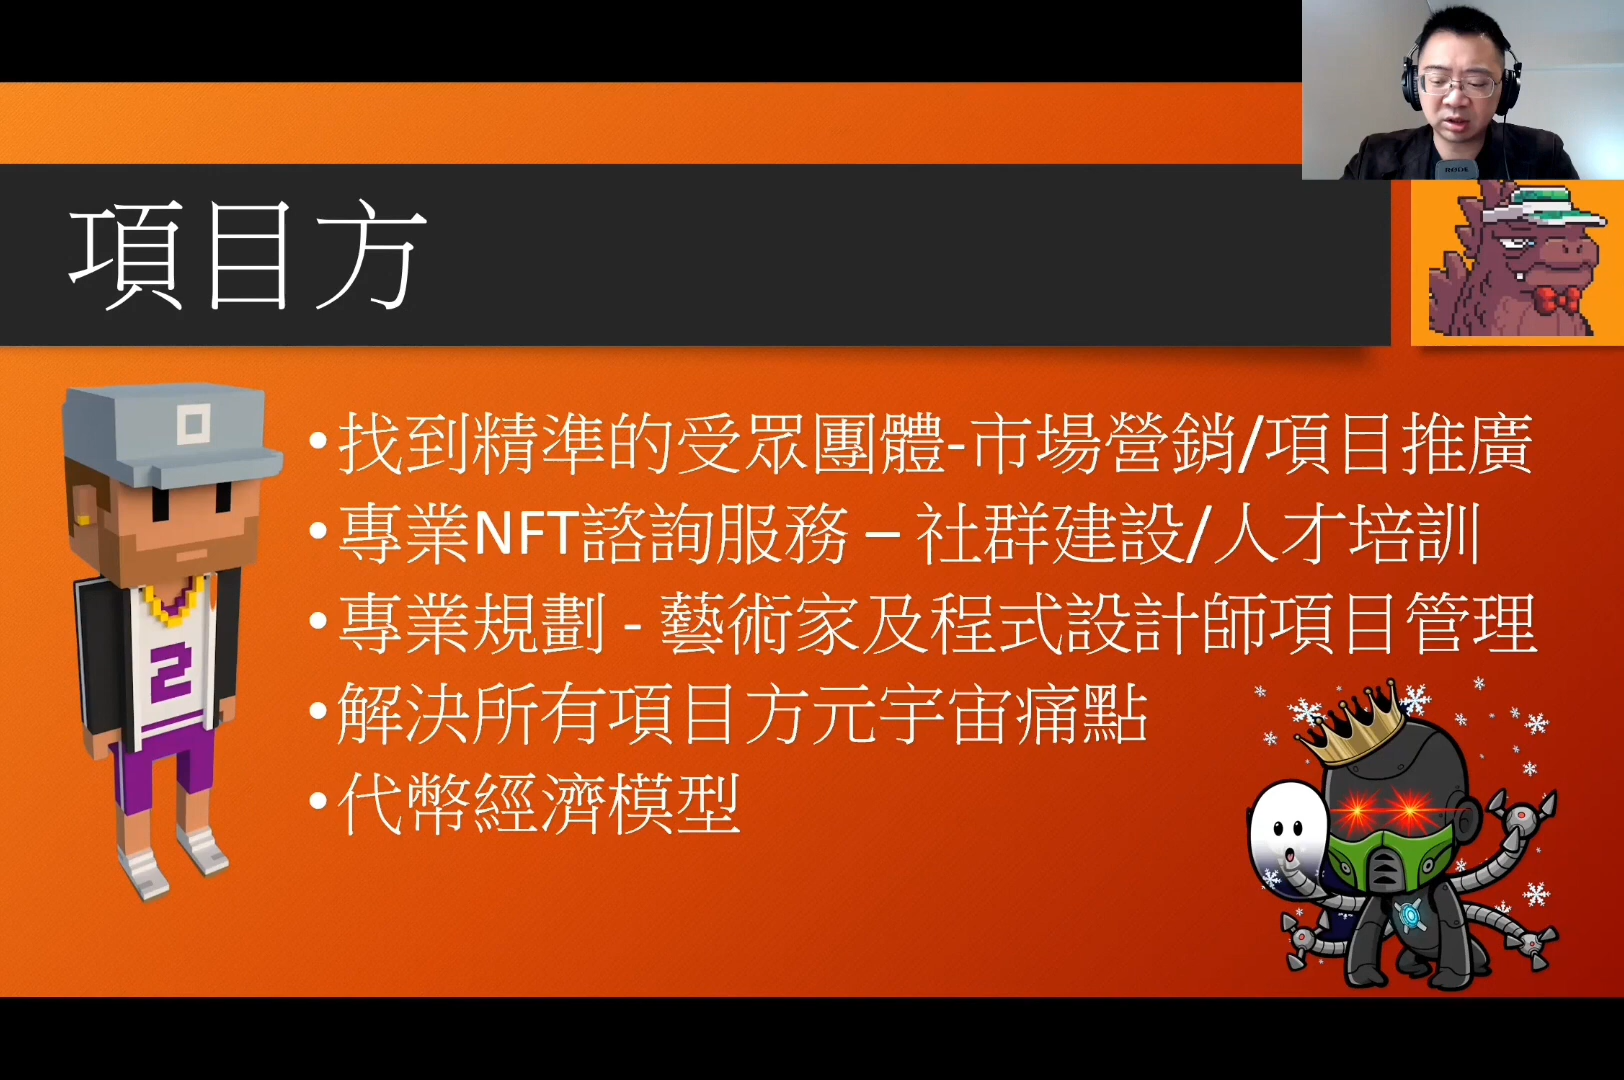 項目方
•找到精準的受眾團體-市場營銷/項目推廣
•專業NFT諮詢服務 – 社群建設/人才培訓
•專業規劃 - 藝術家及程式設計師項目管理
•解決所有項目方元宇宙痛點
•代幣經濟模型
2
RODE